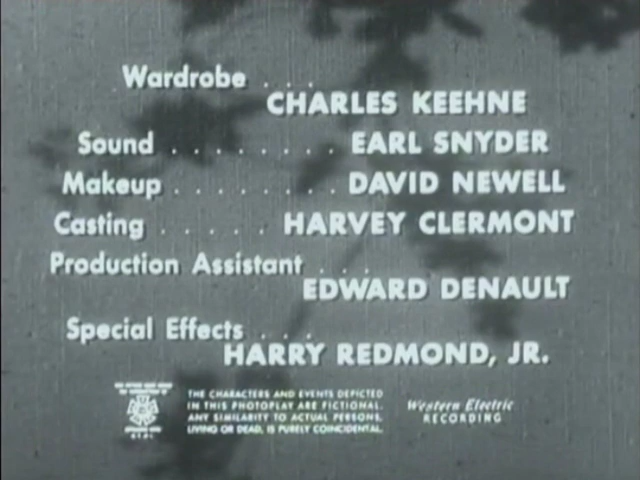 Wardrobe . . .
CHARLES KEEHNE
Sound . . . . . . . . EARL SNYDER
Makeup . . . . . . . . DAVID NEWELL
Casting . . . . . HARVEY CLERMONT
Production Assistant . . .
EDWARD DENAULT
Special Effects . . .
HARRY REDMOND, JR.
THE CHARACTERS AND EVENTS DEPICTED
IN THIS PHOTOPLAY ARE FICTIONAL.
ANY SIMILARITY TO ACTUAL PERSONS,
LIVING OR DEAD, IS PURELY COINCIDENTAL.
Western Electric
RECORDING